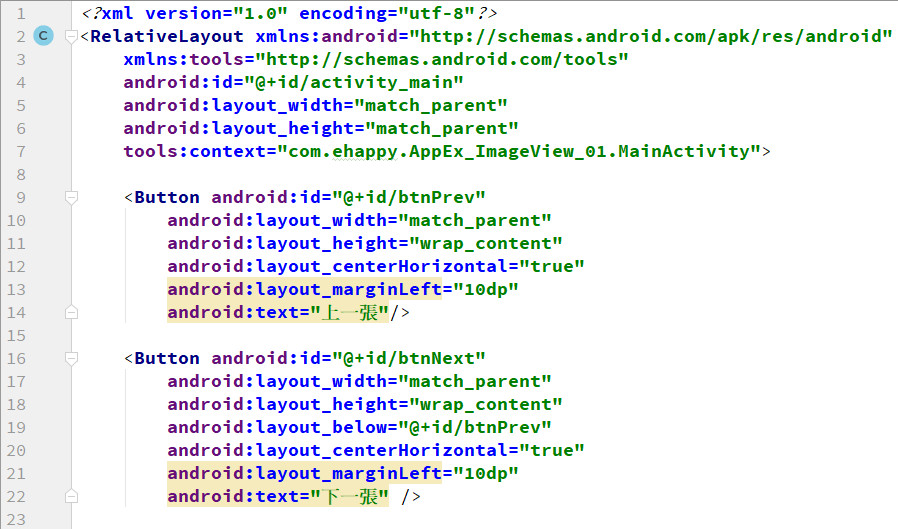 1 <?xml version="1.0" encoding="utf-8"?>
2 C <RelativeLayout xmlns:android="http://schemas.android.com/apk/res/android"
3 xmlns:tools="http://schemas.android.com/tools"
4 android:id="@+id/activity_main"
5 android:layout_width="match_parent"
6 android:layout_height="match_parent"
7 tools:context="com.ehappy.AppEx_ImageView_01.MainActivity">
8
9 <Button android:id="@+id/btnPrev"
10 android:layout_width="match_parent"
11 android:layout_height="wrap_content"
12 android:layout_centerHorizontal="true"
13 android:layout_marginLeft="10dp"
14 android:text="上一張"/>
15
16 <Button android:id="@+id/btnNext"
17 android:layout_width="match_parent"
18 android:layout_height="wrap_content"
19 android:layout_below="@+id/btnPrev"
20 android:layout_centerHorizontal="true"
21 android:layout_marginLeft="10dp"
22 android:text="下一張" />
23